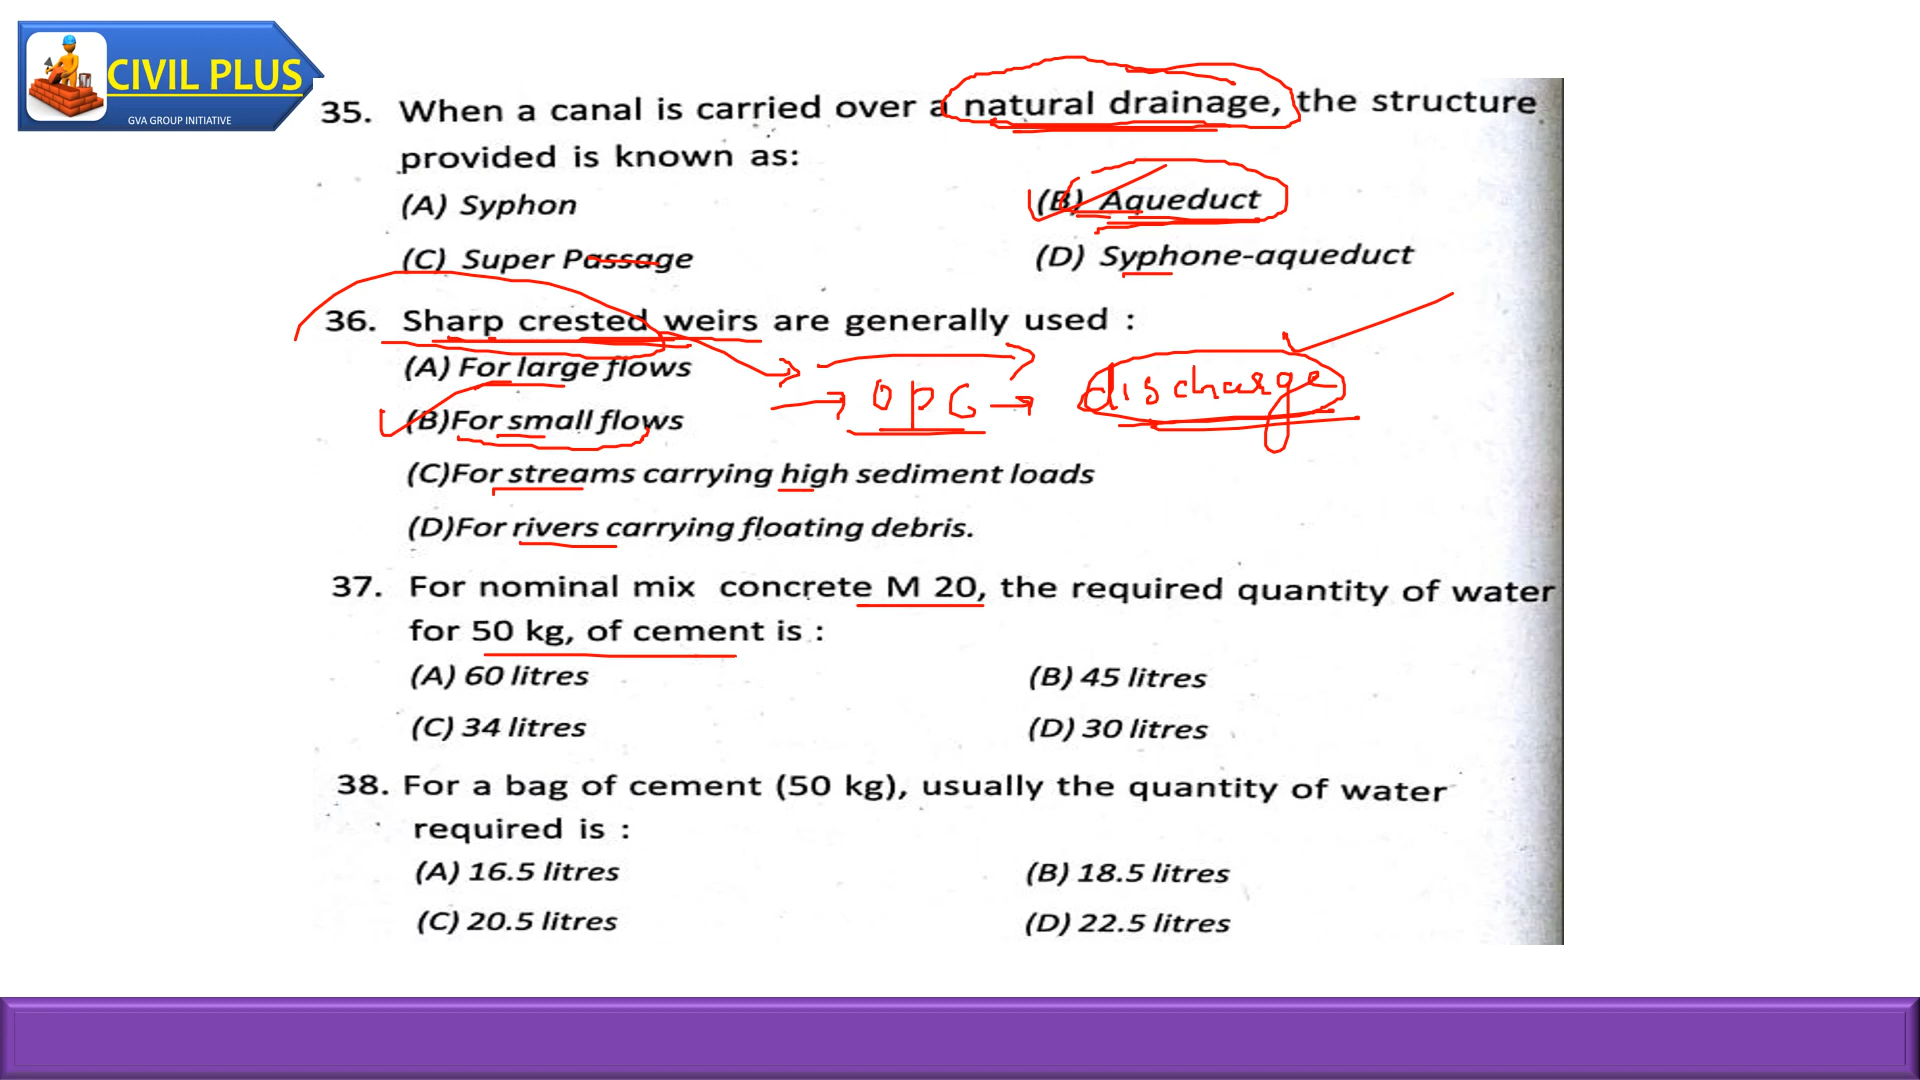 CIVIL PLUS
GVA GROUP INITIATIVE
35. When a canal is carried over a natural drainage, the structure
provided is known as:
(A) Syphon (B) Aqueduct
(C) Super Passage (D) Syphone-aqueduct
36. Sharp crested weirs are generally used :
(A) For large flows
OPC discharge
(B)For small flows
(C)For streams carrying high sediment loads
(D)For rivers carrying floating debris.
37. For nominal mix concrete M 20, the required quantity of water
for 50 kg, of cement is :
(A) 60 litres (B) 45 litres
(C) 34 litres (D) 30 litres
38. For a bag of cement (50 kg), usually the quantity of water
required is :
(A) 16.5 litres (B) 18.5 litres
(C) 20.5 litres (D) 22.5 litres